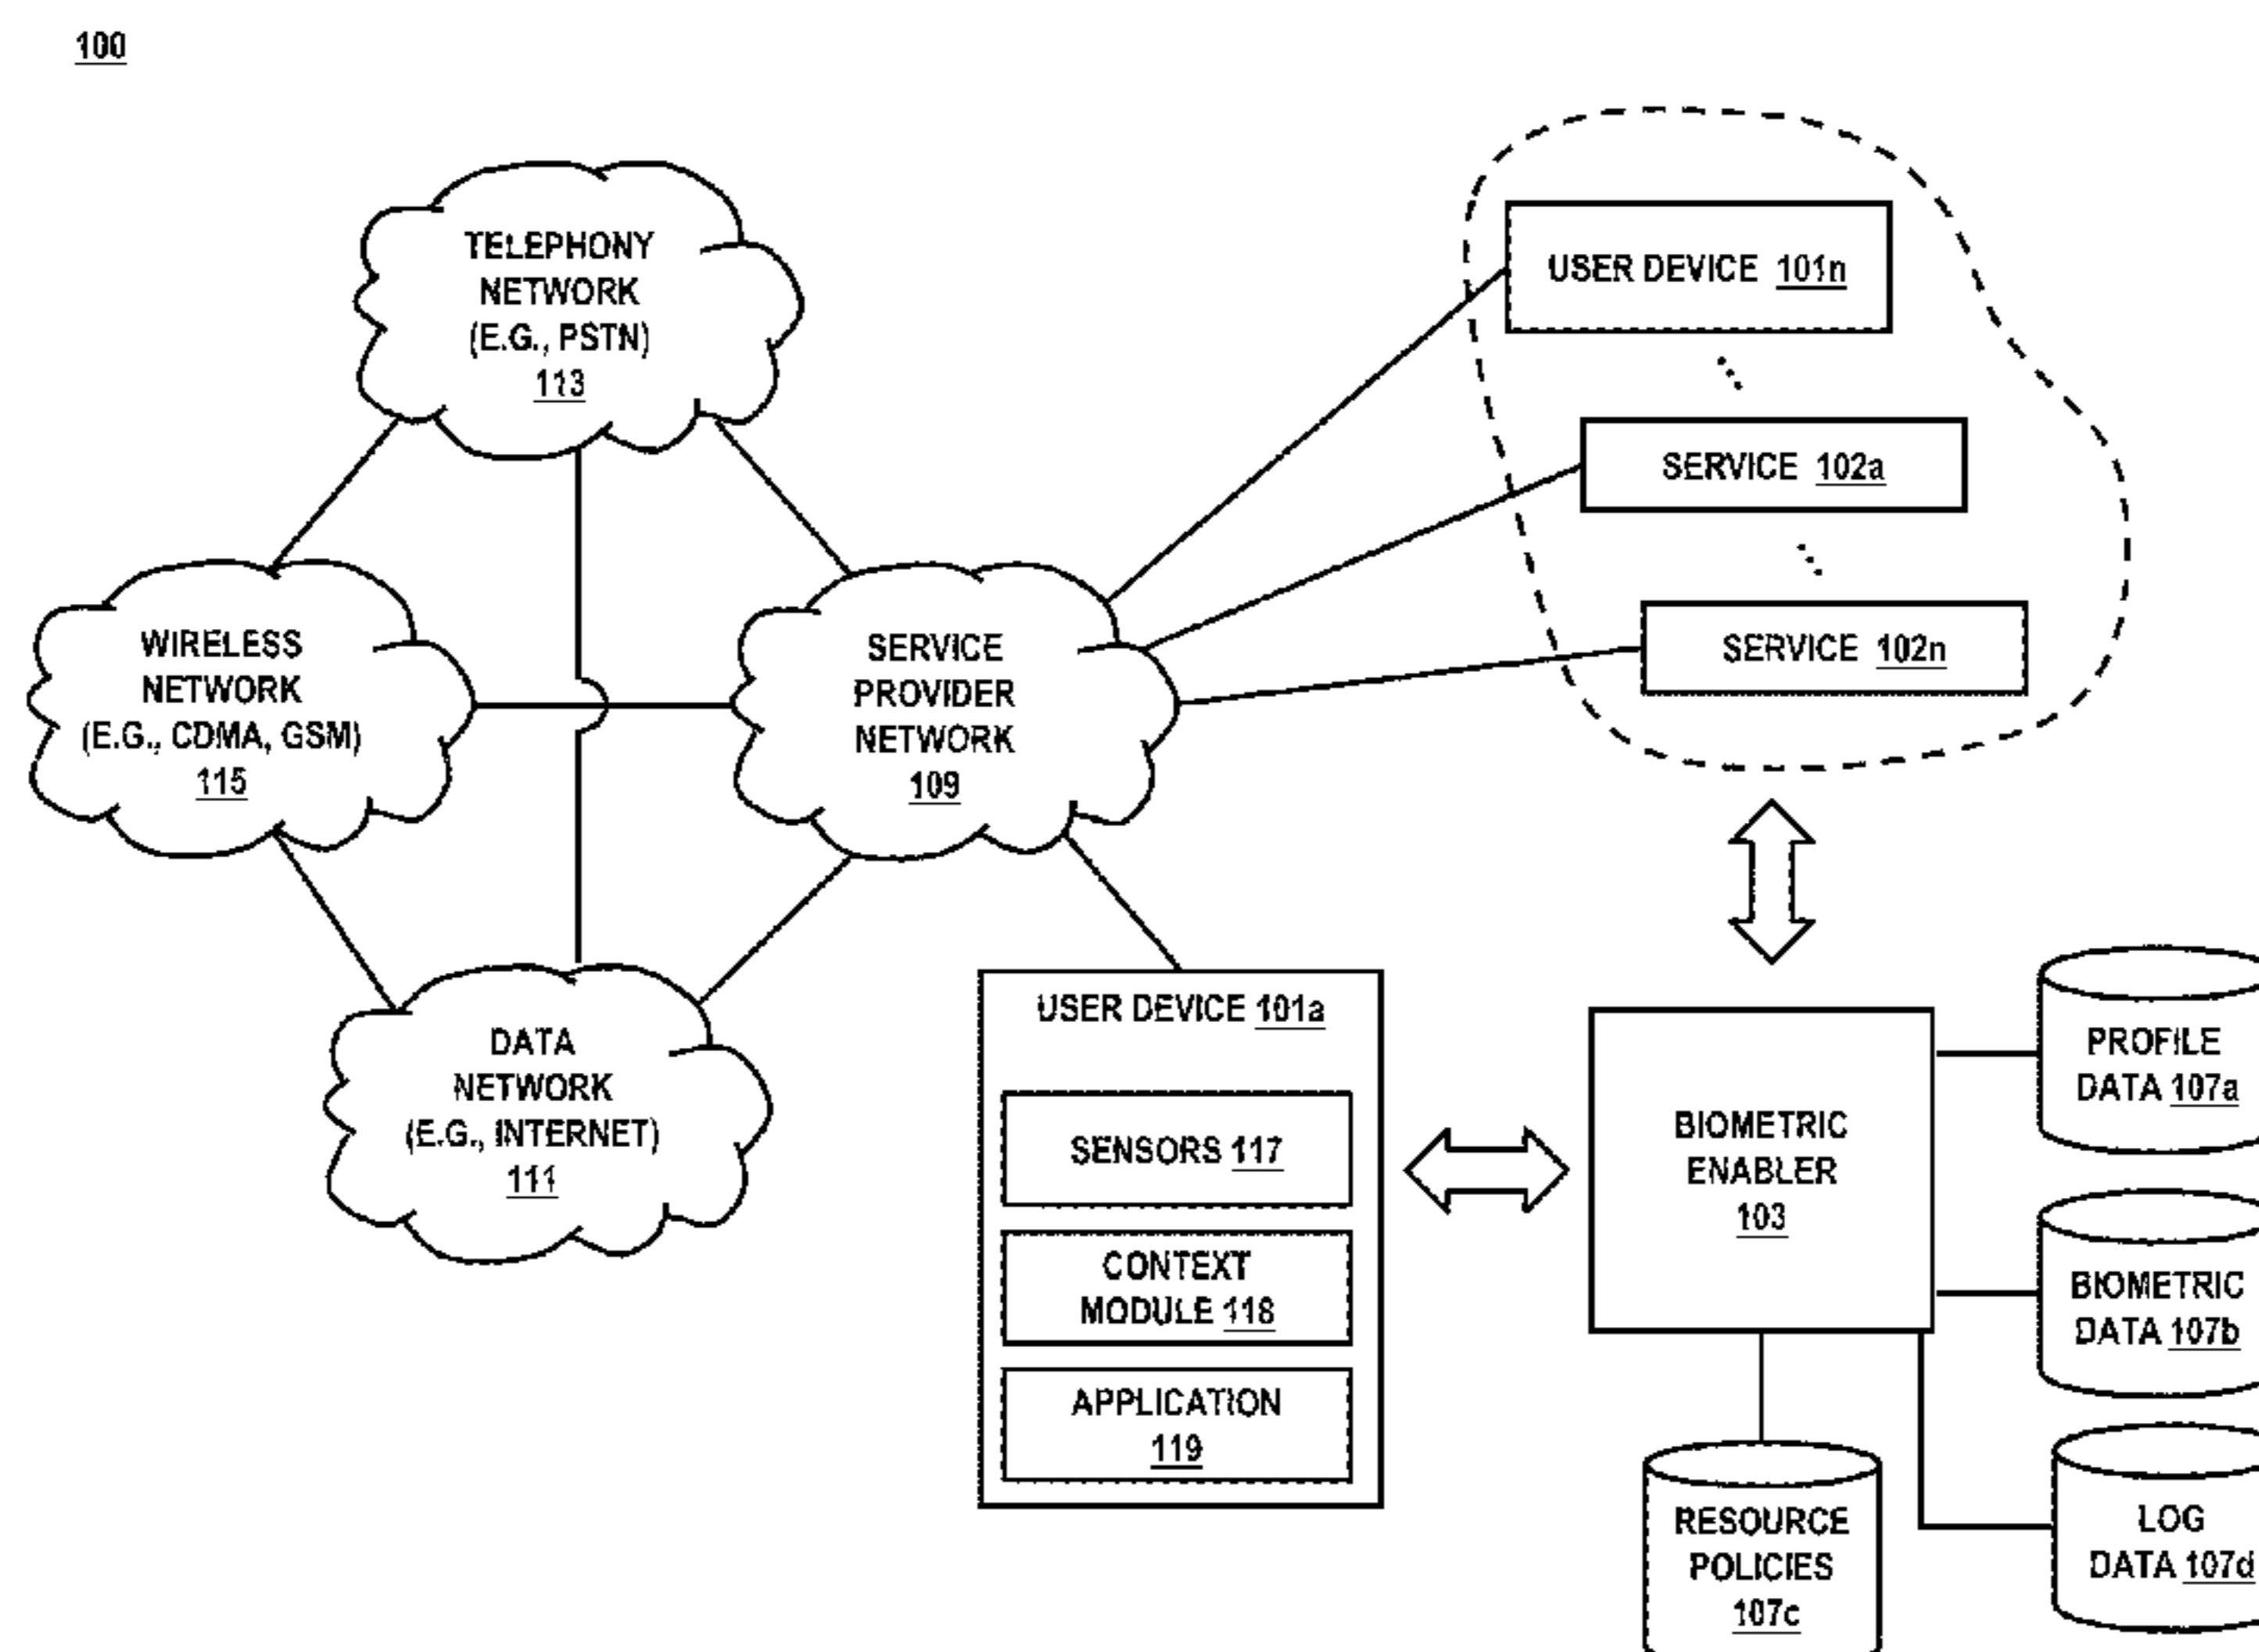 100
TELEPHONY
NETWORK
(E.G., PSTN)
113
USER DEVICE 101n
SERVICE 102a
SERVICE 102n
WIRELESS
NETWORK
(E.G., CDMA, GSM)
115
SERVICE
PROVIDER
NETWORK
109
DATA
NETWORK
(E.G., INTERNET)
111
USER DEVICE 101a
SENSORS 117
CONTEXT
MODULE 118
APPLICATION
119
BIOMETRIC
ENABLER
103
PROFILE
DATA 107a
BIOMETRIC
DATA 107b
RESOURCE
POLICIES
107c
LOG
DATA 107d